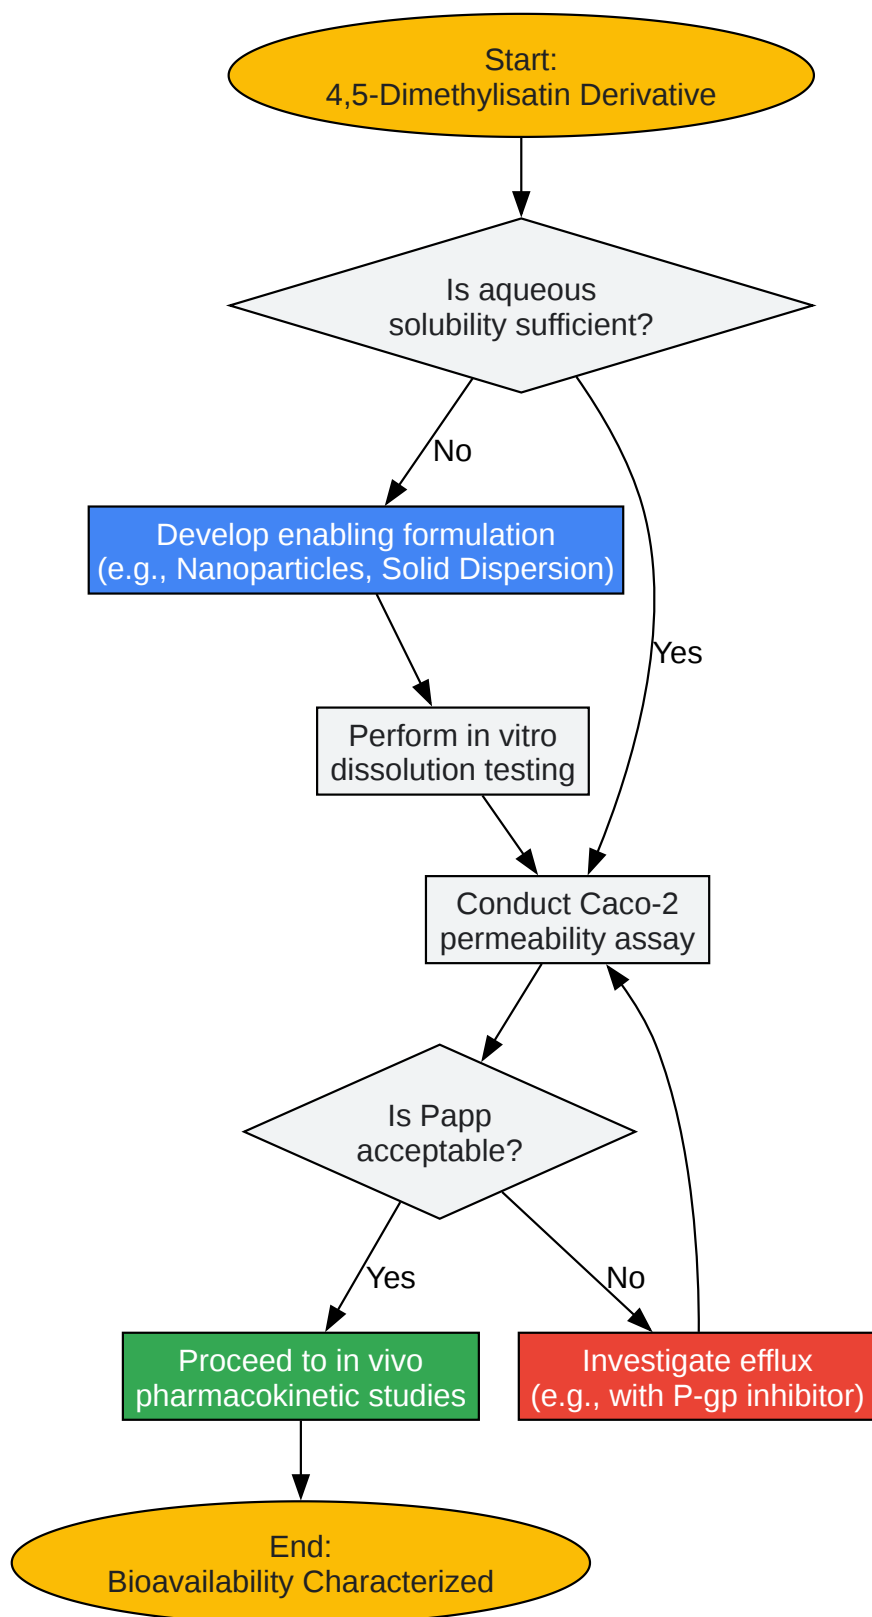 Start:
4,5-Dimethylisatin Derivative
Is aqueous
solubility sufficient?
No
Develop enabling formulation
(e.g., Nanoparticles, Solid Dispersion)
Yes
Perform in vitro
dissolution testing
Conduct Caco-2
permeability assay
Is Papp
acceptable?
Yes
No
Proceed to in vivo
pharmacokinetic studies
Investigate efflux
(e.g., with P-gp inhibitor)
End:
Bioavailability Characterized